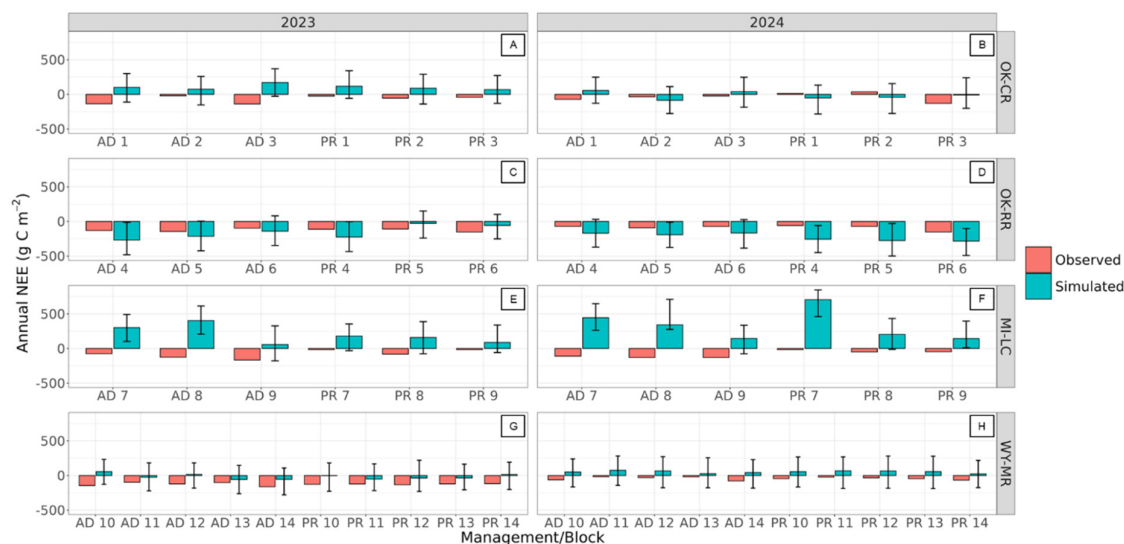 2023 2024
A B
OK-CR
500
0
-500
AD 1 AD 2 AD 3 PR 1 PR 2 PR 3 AD 1 AD 2 AD 3 PR 1 PR 2 PR 3
C D
OK-RR
500
0
-500
AD 4 AD 5 AD 6 PR 4 PR 5 PR 6 AD 4 AD 5 AD 6 PR 4 PR 5 PR 6
Annual NEE (g C m⁻²)
Observed
Simulated
E F
MI-LC
500
0
-500
AD 7 AD 8 AD 9 PR 7 PR 8 PR 9 AD 7 AD 8 AD 9 PR 7 PR 8 PR 9
G H
WY-MR
500
0
-500
AD 10 AD 11 AD 12 AD 13 AD 14 PR 10 PR 11 PR 12 PR 13 PR 14 AD 10 AD 11 AD 12 AD 13 AD 14 PR 10 PR 11 PR 12 PR 13 PR 14
Management/Block